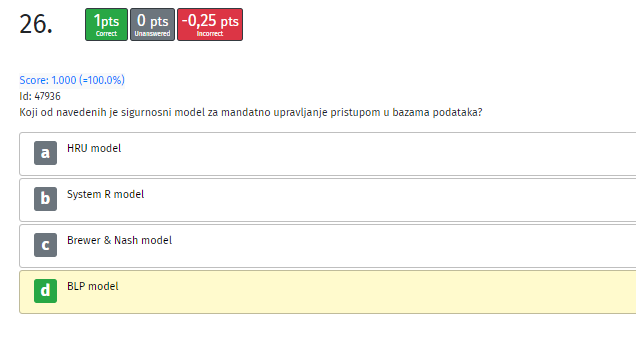 26.
1pts
Correct
0 pts
Unanswered
-0,25 pts
Incorrect
Score: 1.000 (=100.0%)
Id: 47936
Koji od navedenih je sigurnosni model za mandatno upravljanje pristupom u bazama podataka?
a HRU model
b System R model
c Brewer & Nash model
d BLP model